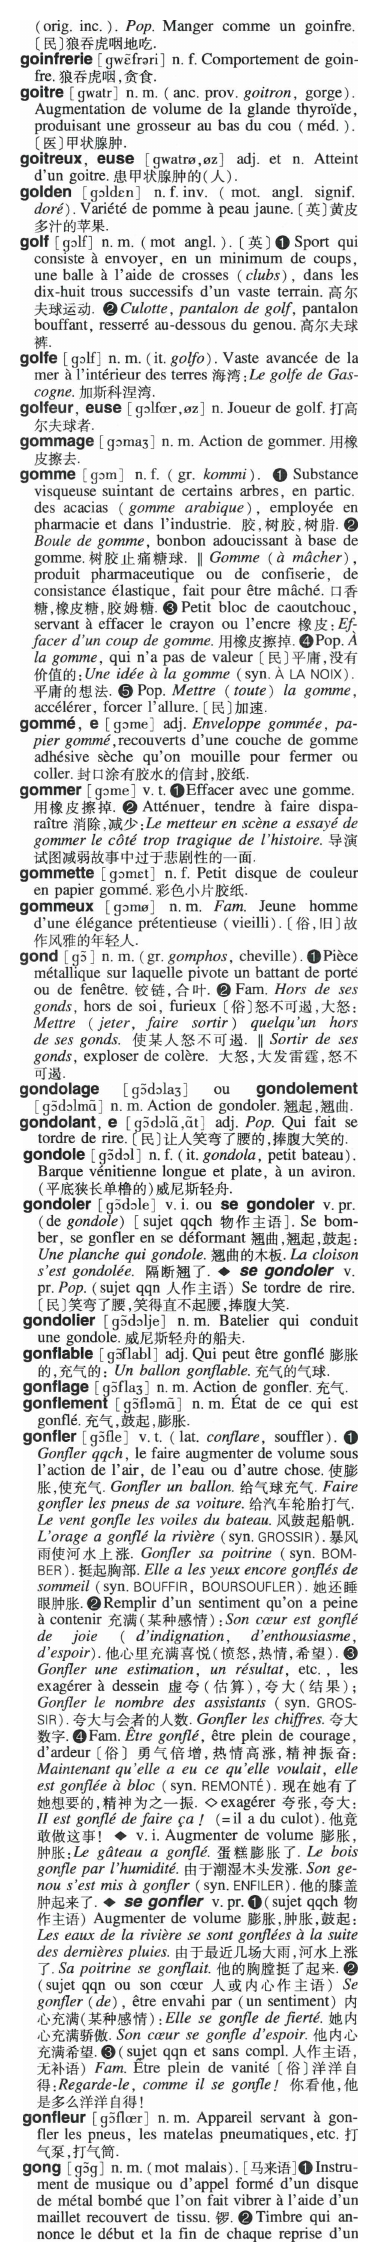 (orig. inc.). Pop. Manger comme un goinfre.
〔民〕狼吞虎咽地吃.
goinfrerie [gwɛ̃frəri] n. f. Comportement de goin-
fre. 狼吞虎咽,贪食.
goitre [gwatr] n. m. (anc. prov. goitron, gorge).
Augmentation de volume de la glande thyroïde,
produisant une grosseur au bas du cou (méd.).
〔医〕甲状腺肿.
goitreux, euse [gwatrø,øz] adj. et n. Atteint
d'un goitre. 患甲状腺肿的(人).
golden [gɔldɛn] n. f. inv. (mot. angl. signif.
doré). Variété de pomme à peau jaune. 〔英〕黄皮
多汁的苹果.
golf [gɔlf] n. m. (mot angl.). 〔英〕❶ Sport qui
consiste à envoyer, en un minimum de coups,
une balle à l'aide de crosses (clubs), dans les
dix-huit trous successifs d'un vaste terrain. 高尔
夫球运动. ❷ Culotte, pantalon de golf, pantalon
bouffant, resserré au-dessous du genou. 高尔夫球
裤.
golfe [gɔlf] n. m. (it. golfo). Vaste avancée de la
mer à l'intérieur des terres 海湾:Le golfe de Gas-
cogne. 加斯科涅湾.
golfeur, euse [gɔlfœr,øz] n. Joueur de golf. 打高
尔夫球者.
gommage [gɔmaʒ] n. m. Action de gommer. 用橡
皮擦去.
gomme [gɔm] n. f. (gr. kommi). ❶ Substance
visqueuse suintant de certains arbres, en partic.
des acacias (gomme arabique), employée en
pharmacie et dans l'industrie. 胶,树胶,树脂. ❷
Boule de gomme, bonbon adoucissant à base de
gomme. 树胶止痛糖球. ‖ Gomme (à mâcher),
produit pharmaceutique ou de confiserie, de
consistance élastique, fait pour être mâché. 口香
糖,橡皮糖,胶姆糖. ❸ Petit bloc de caoutchouc,
servant à effacer le crayon ou l'encre 橡皮:Ef-
facer d'un coup de gomme. 用橡皮擦掉. ❹ Pop. À
la gomme, qui n'a pas de valeur 〔民〕平庸,没有
价值的:Une idée à la gomme (syn. À LA NOIX).
平庸的想法. ❺ Pop. Mettre (toute) la gomme,
accélérer, forcer l'allure. 〔民〕加速.
gommé, e [gɔme] adj. Enveloppe gommée, pa-
pier gommé,recouverts d'une couche de gomme
adhésive sèche qu'on mouille pour fermer ou
coller. 封口涂有胶水的信封,胶纸.
gommer [gɔme] v. t. ❶ Effacer avec une gomme.
用橡皮擦掉. ❷ Atténuer, tendre à faire dispa-
raître 消除,减少:Le metteur en scène a essayé de
gommer le côté trop tragique de l'histoire. 导演
试图减弱故事中过于悲剧性的一面.
gommette [gɔmɛt] n. f. Petit disque de couleur
en papier gommé. 彩色小片胶纸.
gommeux [gɔmø] n. m. Fam. Jeune homme
d'une élégance prétentieuse (vieilli). 〔俗,旧〕故
作风雅的年轻人.
gond [gɔ̃] n. m. (gr. gomphos, cheville). ❶ Pièce
métallique sur laquelle pivote un battant de porte
ou de fenêtre. 铰链,合叶. ❷ Fam. Hors de ses
gonds, hors de soi, furieux 〔俗〕怒不可遏,大怒:
Mettre (jeter, faire sortir) quelqu'un hors
de ses gonds. 使某人怒不可遏. ‖ Sortir de ses
gonds, exploser de colère. 大怒,大发雷霆,怒不
可遏.
gondolage [gɔ̃dɔlaʒ] ou gondolement
[gɔ̃dɔlmɑ̃] n. m. Action de gondoler. 翘起,翘曲.
gondolant, e [gɔ̃dɔlɑ̃,ɑ̃t] adj. Pop. Qui fait se
tordre de rire. 〔民〕让人笑弯了腰的,捧腹大笑的.
gondole [gɔ̃dɔl] n. f. (it. gondola, petit bateau).
Barque vénitienne longue et plate, à un aviron.
(平底狭长单橹的)威尼斯轻舟.
gondoler [gɔ̃dɔle] v. i. ou se gondoler v. pr.
(de gondole) [sujet qqch 物作主语]. Se bom-
ber, se gonfler en se déformant 翘曲,翘起,鼓起:
Une planche qui gondole. 翘曲的木板. La cloison
s'est gondolée. 隔断翘了. ◆ se gondoler v.
pr. Pop. (sujet qqn 人作主语) Se tordre de rire.
〔民〕笑弯了腰,笑得直不起腰,捧腹大笑.
gondolier [gɔ̃dɔlje] n. m. Batelier qui conduit
une gondole. 威尼斯轻舟的船夫.
gonflable [gɔ̃flabl] adj. Qui peut être gonflé 膨胀
的,充气的: Un ballon gonflable. 充气的气球.
gonflage [gɔ̃flaʒ] n. m. Action de gonfler. 充气.
gonflement [gɔ̃fləmɑ̃] n. m. État de ce qui est
gonflé. 充气,鼓起,膨胀.
gonfler [gɔ̃fle] v. t. (lat. conflare, souffler). ❶
Gonfler qqch, le faire augmenter de volume sous
l'action de l'air, de l'eau ou d'autre chose. 使膨
胀,使充气. Gonfler un ballon. 给气球充气. Faire
gonfler les pneus de sa voiture. 给汽车轮胎打气.
Le vent gonfle les voiles du bateau. 风鼓起船帆.
L'orage a gonflé la rivière (syn. GROSSIR). 暴风
雨使河水上涨. Gonfler sa poitrine (syn. BOM-
BER). 挺起胸部. Elle a les yeux encore gonflés de
sommeil (syn. BOUFFIR, BOURSOUFLER). 她还睡
眼肿胀. ❷ Remplir d'un sentiment qu'on a peine
à contenir 充满(某种感情):Son cœur est gonflé
de joie (d'indignation, d'enthousiasme,
d'espoir). 他心里充满喜悦(愤怒,热情,希望). ❸
Gonfler une estimation, un résultat, etc., les
exagérer à dessein 虚夸(估算),夸大(结果);
Gonfler le nombre des assistants (syn. GROS-
SIR). 夸大与会者的人数. Gonfler les chiffres. 夸大
数字. ❹ Fam. Être gonflé, être plein de courage,
d'ardeur〔俗〕勇气倍增,热情高涨,精神振奋:
Maintenant qu'elle a eu ce qu'elle voulait, elle
est gonflée à bloc (syn. REMONTÉ). 现在她有了
她想要的,精神为之一振. ◇ exagérer 夸张,夸大:
Il est gonflé de faire ça! (=il a du culot). 他竟
敢做这事! ◆ v. i. Augmenter de volume 膨胀,
肿胀:Le gâteau a gonflé. 蛋糕膨胀了. Le bois
gonfle par l'humidité. 由于潮湿木头发涨. Son ge-
nou s'est mis à gonfler (syn. ENFLER). 他的膝盖
肿起来了. ◆ se gonfler v. pr. ❶ (sujet qqch 物
作主语) Augmenter de volume 膨胀,肿胀,鼓起:
Les eaux de la rivière se sont gonflées à la suite
des dernières pluies. 由于最近几场大雨,河水上涨
了. Sa poitrine se gonflait. 他的胸膛挺了起来. ❷
(sujet qqn ou son cœur 人或内心作主语) Se
gonfler (de), être envahi par (un sentiment) 内
心充满(某种感情):Elle se gonfle de fierté. 她内
心充满骄傲. Son cœur se gonfle d'espoir. 他内心
充满希望. ❸ (sujet qqn et sans compl. 人作主语,
无补语) Fam. Être plein de vanité 〔俗〕洋洋自
得:Regarde-le, comme il se gonfle! 你看他,他
是多么洋洋自得!
gonfleur [gɔ̃flœr] n. m. Appareil servant à gon-
fler les pneus, les matelas pneumatiques, etc. 打
气泵,打气筒.
gong [gɔ̃g] n. m. (mot malais). [马来语] ❶ Instru-
ment de musique ou d'appel formé d'un disque
de métal bombé que l'on fait vibrer à l'aide d'un
maillet recouvert de tissu. 锣. ❷ Timbre qui an-
nonce le début et la fin de chaque reprise d'un